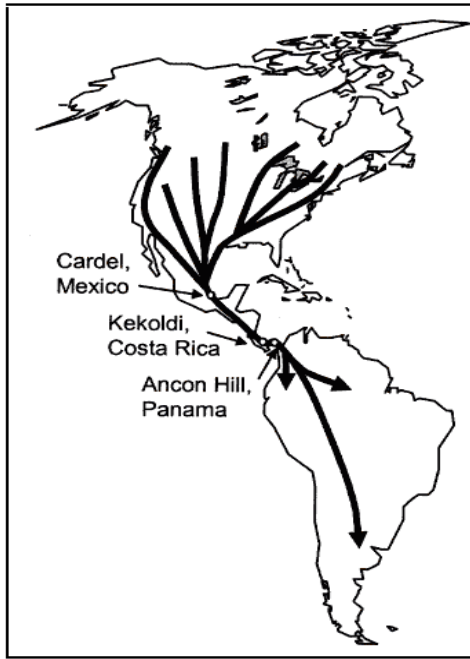 Cardel,
Mexico
Kekoldi,
Costa Rica
Ancon Hill,
Panama